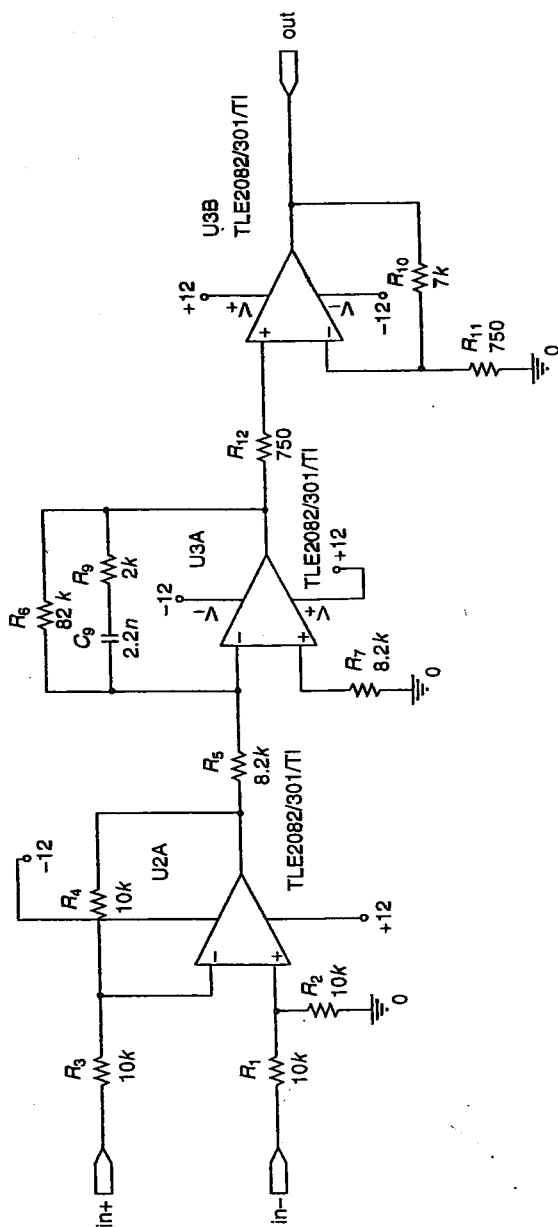 in+
in−
R3
10k
R1
10k
R4
10k
−12
U2A
−
+
R2
10k
0
+12
TLE2082/301/TI
R5
8.2k
R6
82 k
C9
2.2n
R9
2k
U3A
−12
V−
−
+
V+
+12
TLE2082/301/TI
R7
8.2k
0
R12
750
U3B
TLE2082/301/TI
+12
V+
+
−
V−
−12
R10
7k
R11
750
0
out